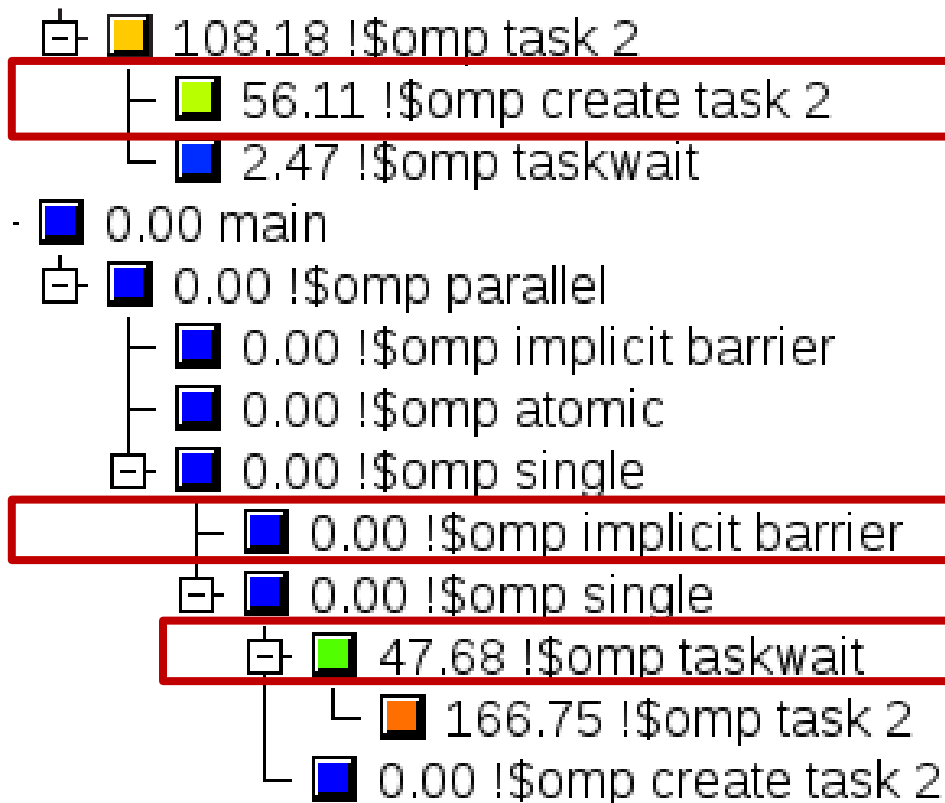 108.18 !$omp task 2
56.11 !$omp create task 2
2.47 !$omp taskwait
0.00 main
0.00 !$omp parallel
0.00 !$omp implicit barrier
0.00 !$omp atomic
0.00 !$omp single
0.00 !$omp implicit barrier
0.00 !$omp single
47.68 !$omp taskwait
166.75 !$omp task 2
0.00 !$omp create task 2